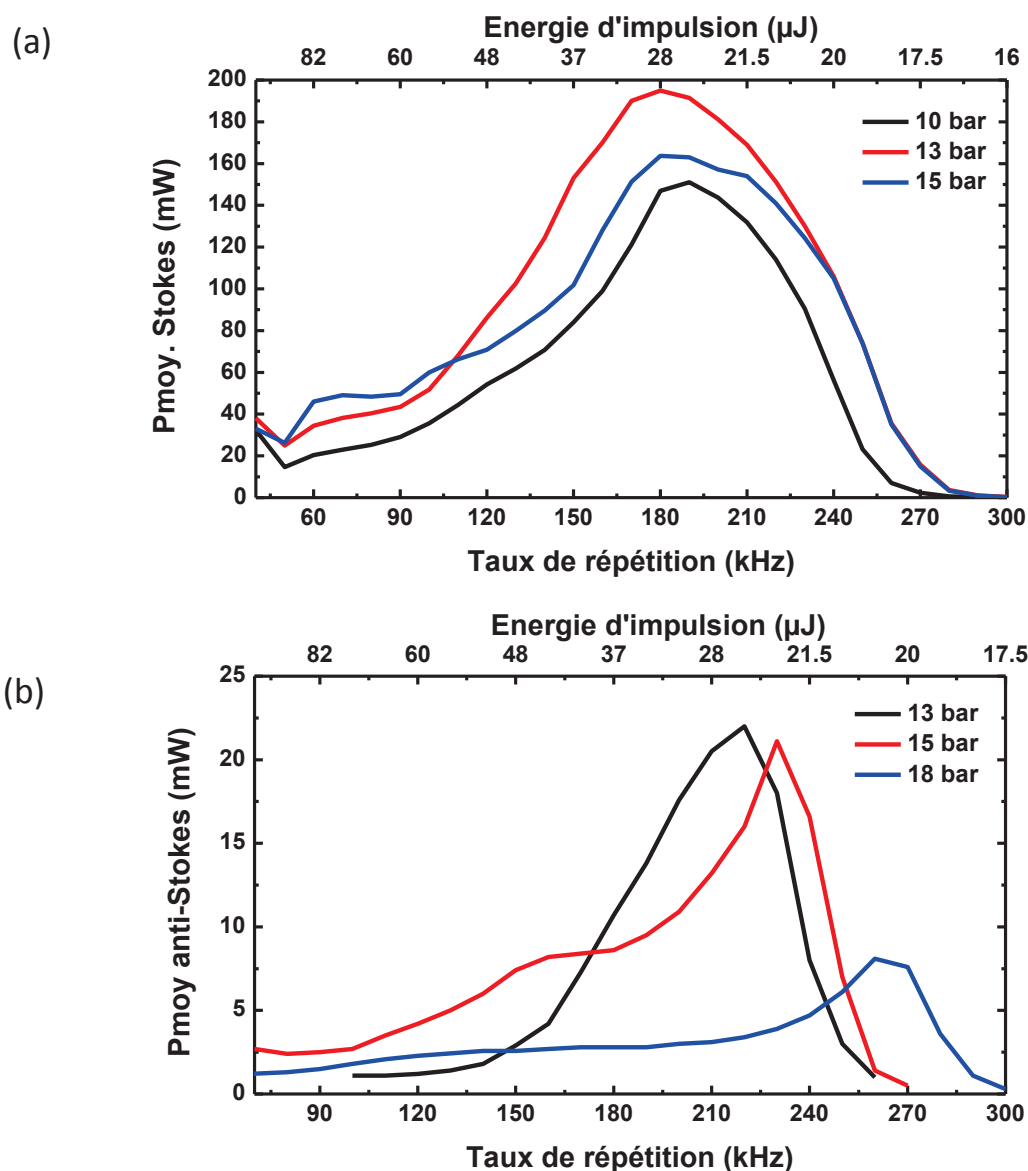 (a)
Energie d'impulsion (µJ)
82 60 48 37 28 21.5 20 17.5 16
200
180
160
140
120
100
80
60
40
20
0
Pmoy. Stokes (mW)
10 bar
13 bar
15 bar
60 90 120 150 180 210 240 270 300
Taux de répétition (kHz)
(b)
Energie d'impulsion (µJ)
82 60 48 37 28 21.5 20 17.5
25
20
15
10
5
0
Pmoy anti-Stokes (mW)
13 bar
15 bar
18 bar
90 120 150 180 210 240 270 300
Taux de répétition (kHz)